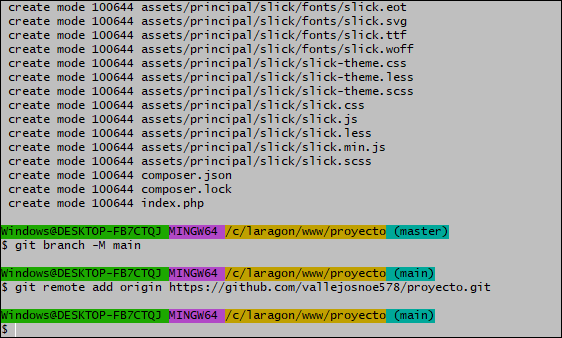 create mode 100644 assets/principal/slick/fonts/slick.eot
create mode 100644 assets/principal/slick/fonts/slick.svg
create mode 100644 assets/principal/slick/fonts/slick.ttf
create mode 100644 assets/principal/slick/fonts/slick.woff
create mode 100644 assets/principal/slick/slick-theme.css
create mode 100644 assets/principal/slick/slick-theme.less
create mode 100644 assets/principal/slick/slick-theme.scss
create mode 100644 assets/principal/slick/slick.css
create mode 100644 assets/principal/slick/slick.js
create mode 100644 assets/principal/slick/slick.less
create mode 100644 assets/principal/slick/slick.min.js
create mode 100644 assets/principal/slick/slick.scss
create mode 100644 composer.json
create mode 100644 composer.lock
create mode 100644 index.php
Windows@DESKTOP-FB7CTQJ MINGW64 /c/laragon/www/proyecto (master)
$ git branch -M main
Windows@DESKTOP-FB7CTQJ MINGW64 /c/laragon/www/proyecto (main)
$ git remote add origin https://github.com/vallejosnoe578/proyecto.git
Windows@DESKTOP-FB7CTQJ MINGW64 /c/laragon/www/proyecto (main)
$